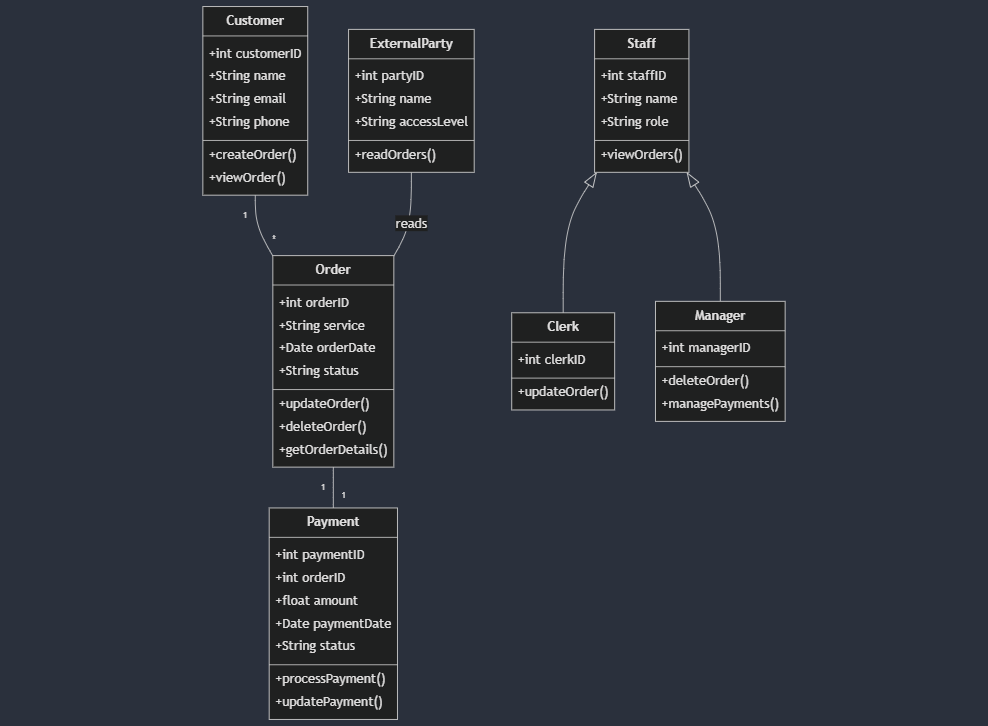 Customer
+int customerID
+String name
+String email
+String phone
+createOrder()
+viewOrder()
ExternalParty
+int partyID
+String name
+String accessLevel
+readOrders()
Staff
+int staffID
+String name
+String role
+viewOrders()
1
*
reads
Order
+int orderID
+String service
+Date orderDate
+String status
+updateOrder()
+deleteOrder()
+getOrderDetails()
Clerk
+int clerkID
+updateOrder()
Manager
+int managerID
+deleteOrder()
+managePayments()
1
1
Payment
+int paymentID
+int orderID
+float amount
+Date paymentDate
+String status
+processPayment()
+updatePayment()